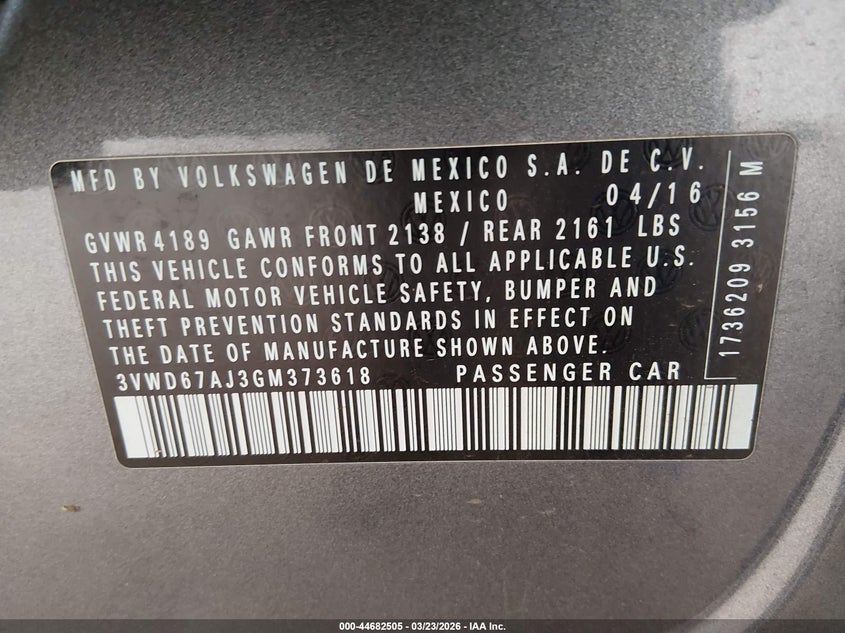 MFD BY VOLKSWAGEN DE MEXICO S.A. DE C.V.
MEXICO 04/16
GVWR 4189 GAWR FRONT 2138 / REAR 2161 LBS
THIS VEHICLE CONFORMS TO ALL APPLICABLE U.S.
FEDERAL MOTOR VEHICLE SAFETY, BUMPER AND
THEFT PREVENTION STANDARDS IN EFFECT ON
THE DATE OF MANUFACTURE SHOWN ABOVE.
3VWD67AJ3GM373618 PASSENGER CAR
1736209 3156 M
000-44682505 / 03/23/2026 - IAA Inc.